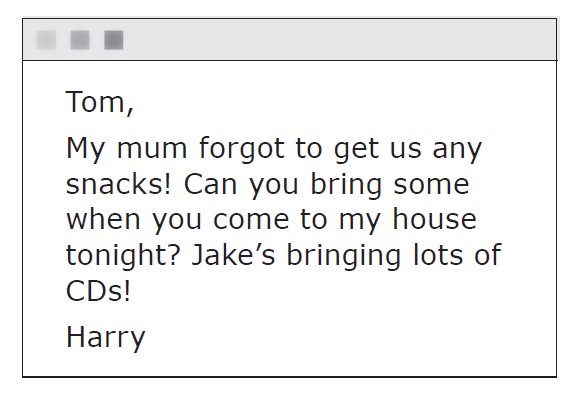 Tom,
My mum forgot to get us any
snacks! Can you bring some
when you come to my house
tonight? Jake’s bringing lots of
CDs!
Harry